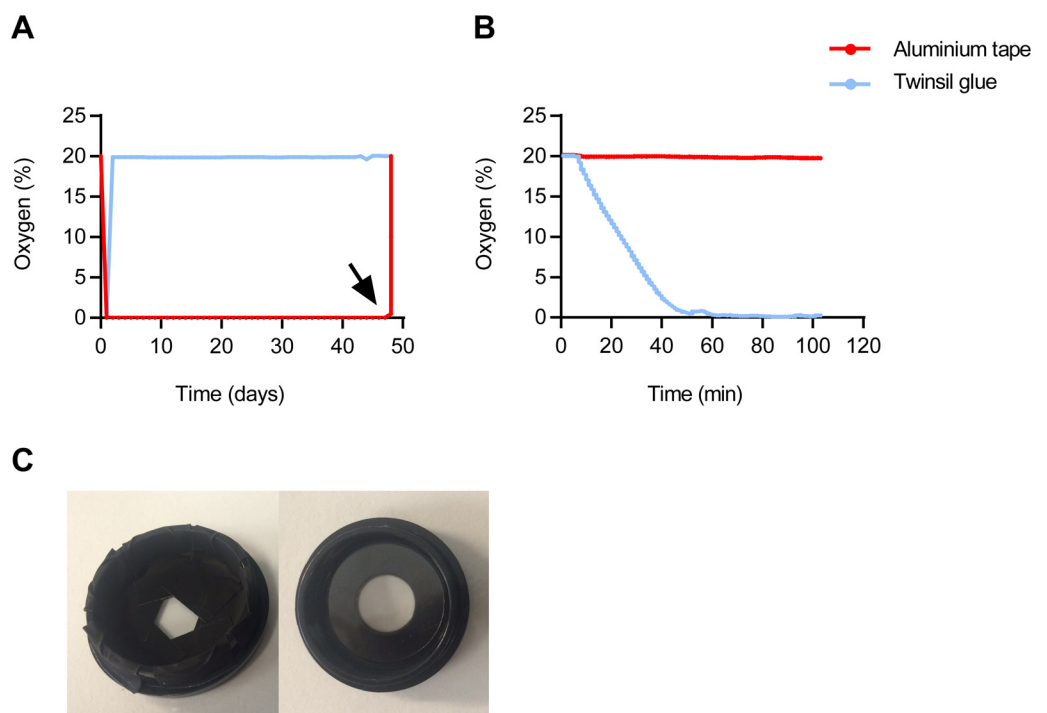 A
B
Aluminium tape
Twinsil glue
25
20
15
10
5
0
Oxygen (%)
0 10 20 30 40 50
Time (days)
25
20
15
10
5
0
Oxygen (%)
0 20 40 60 80 100 120
Time (min)
C